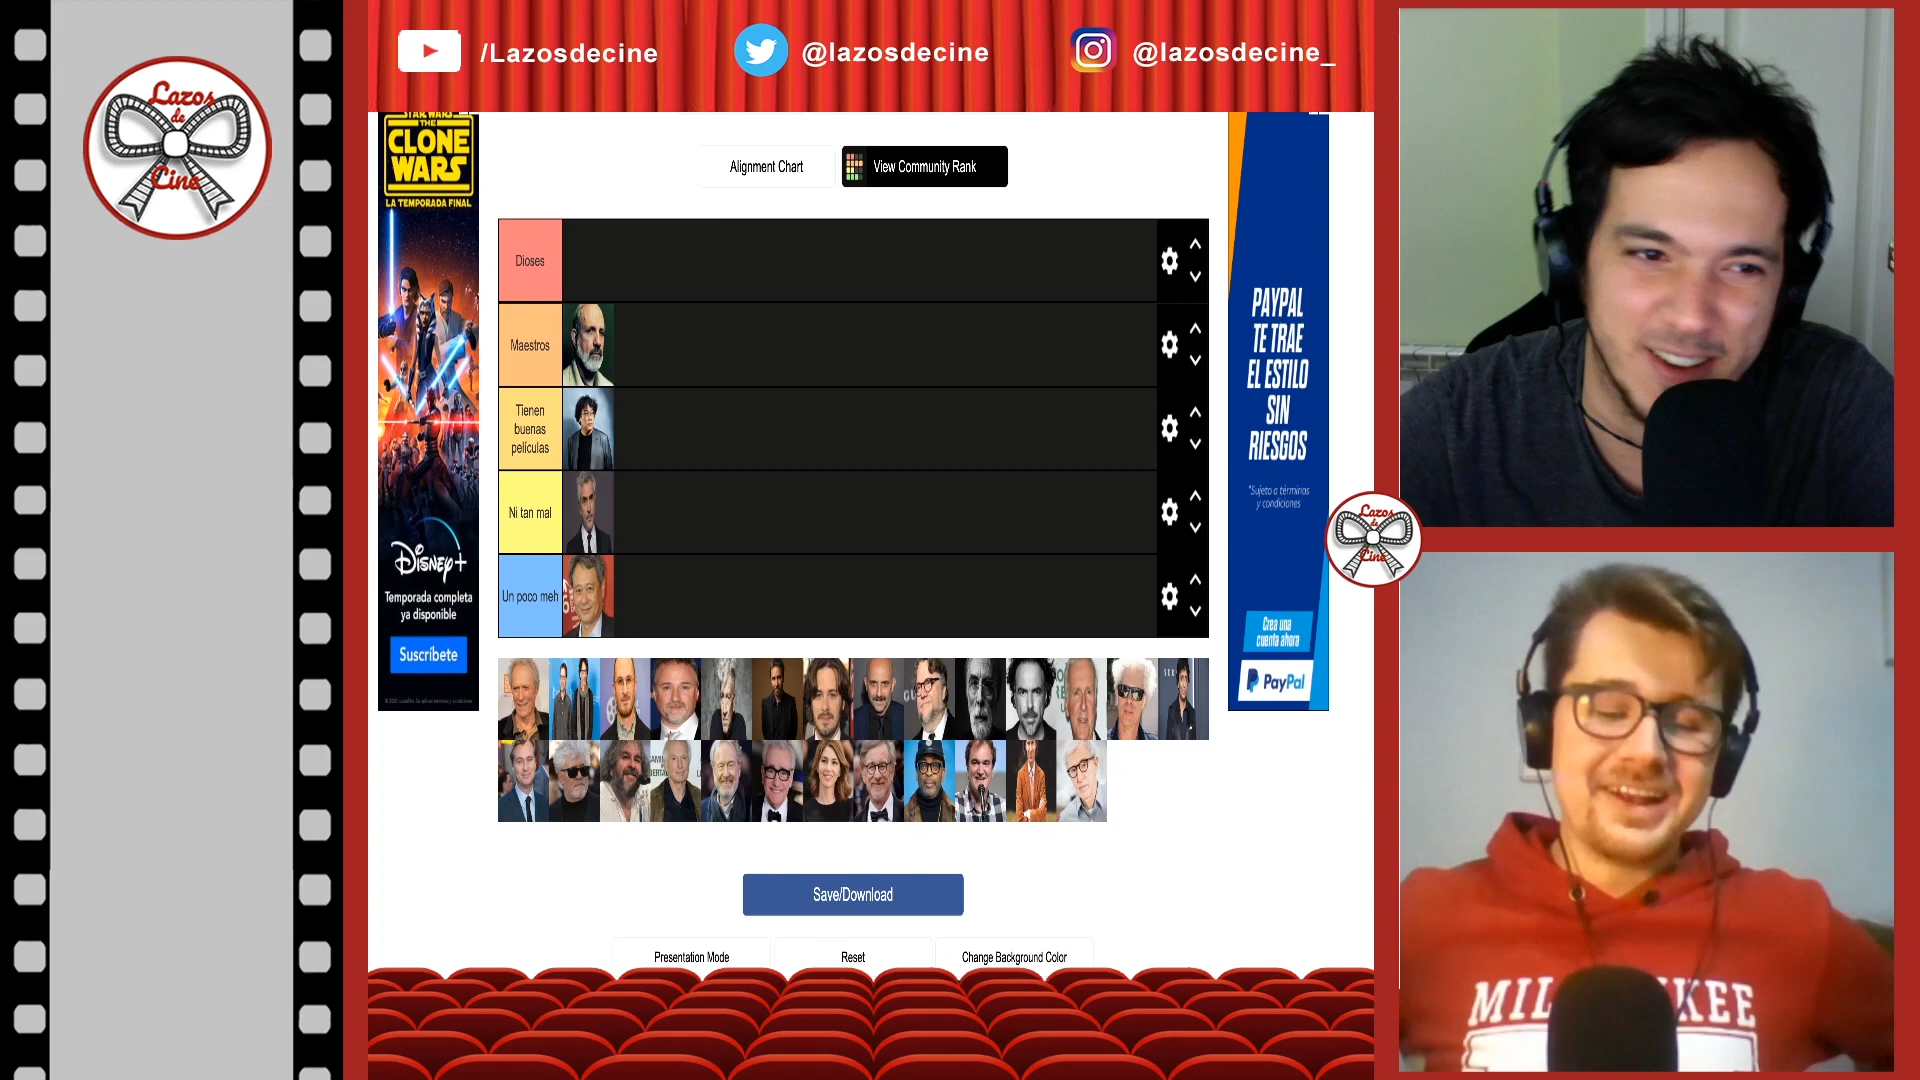 Lazos
de
Cine
/Lazosdecine
@lazosdecine
@lazosdecine_
STAR WARS
THE
CLONE
WARS
LA TEMPORADA FINAL
Disney+
Temporada completa
ya disponible
Suscríbete
Alignment Chart
View Community Rank
Dioses
Maestros
Tienen
buenas
películas
Ni tan mal
Un poco meh
Save/Download
Presentation Mode
Reset
Change Background Color
PAYPAL
TE TRAE
EL ESTILO
SIN
RIESGOS
*Sujeto a términos
y condiciones
Crea una
cuenta ahora
PayPal
Lazos
de
Cine